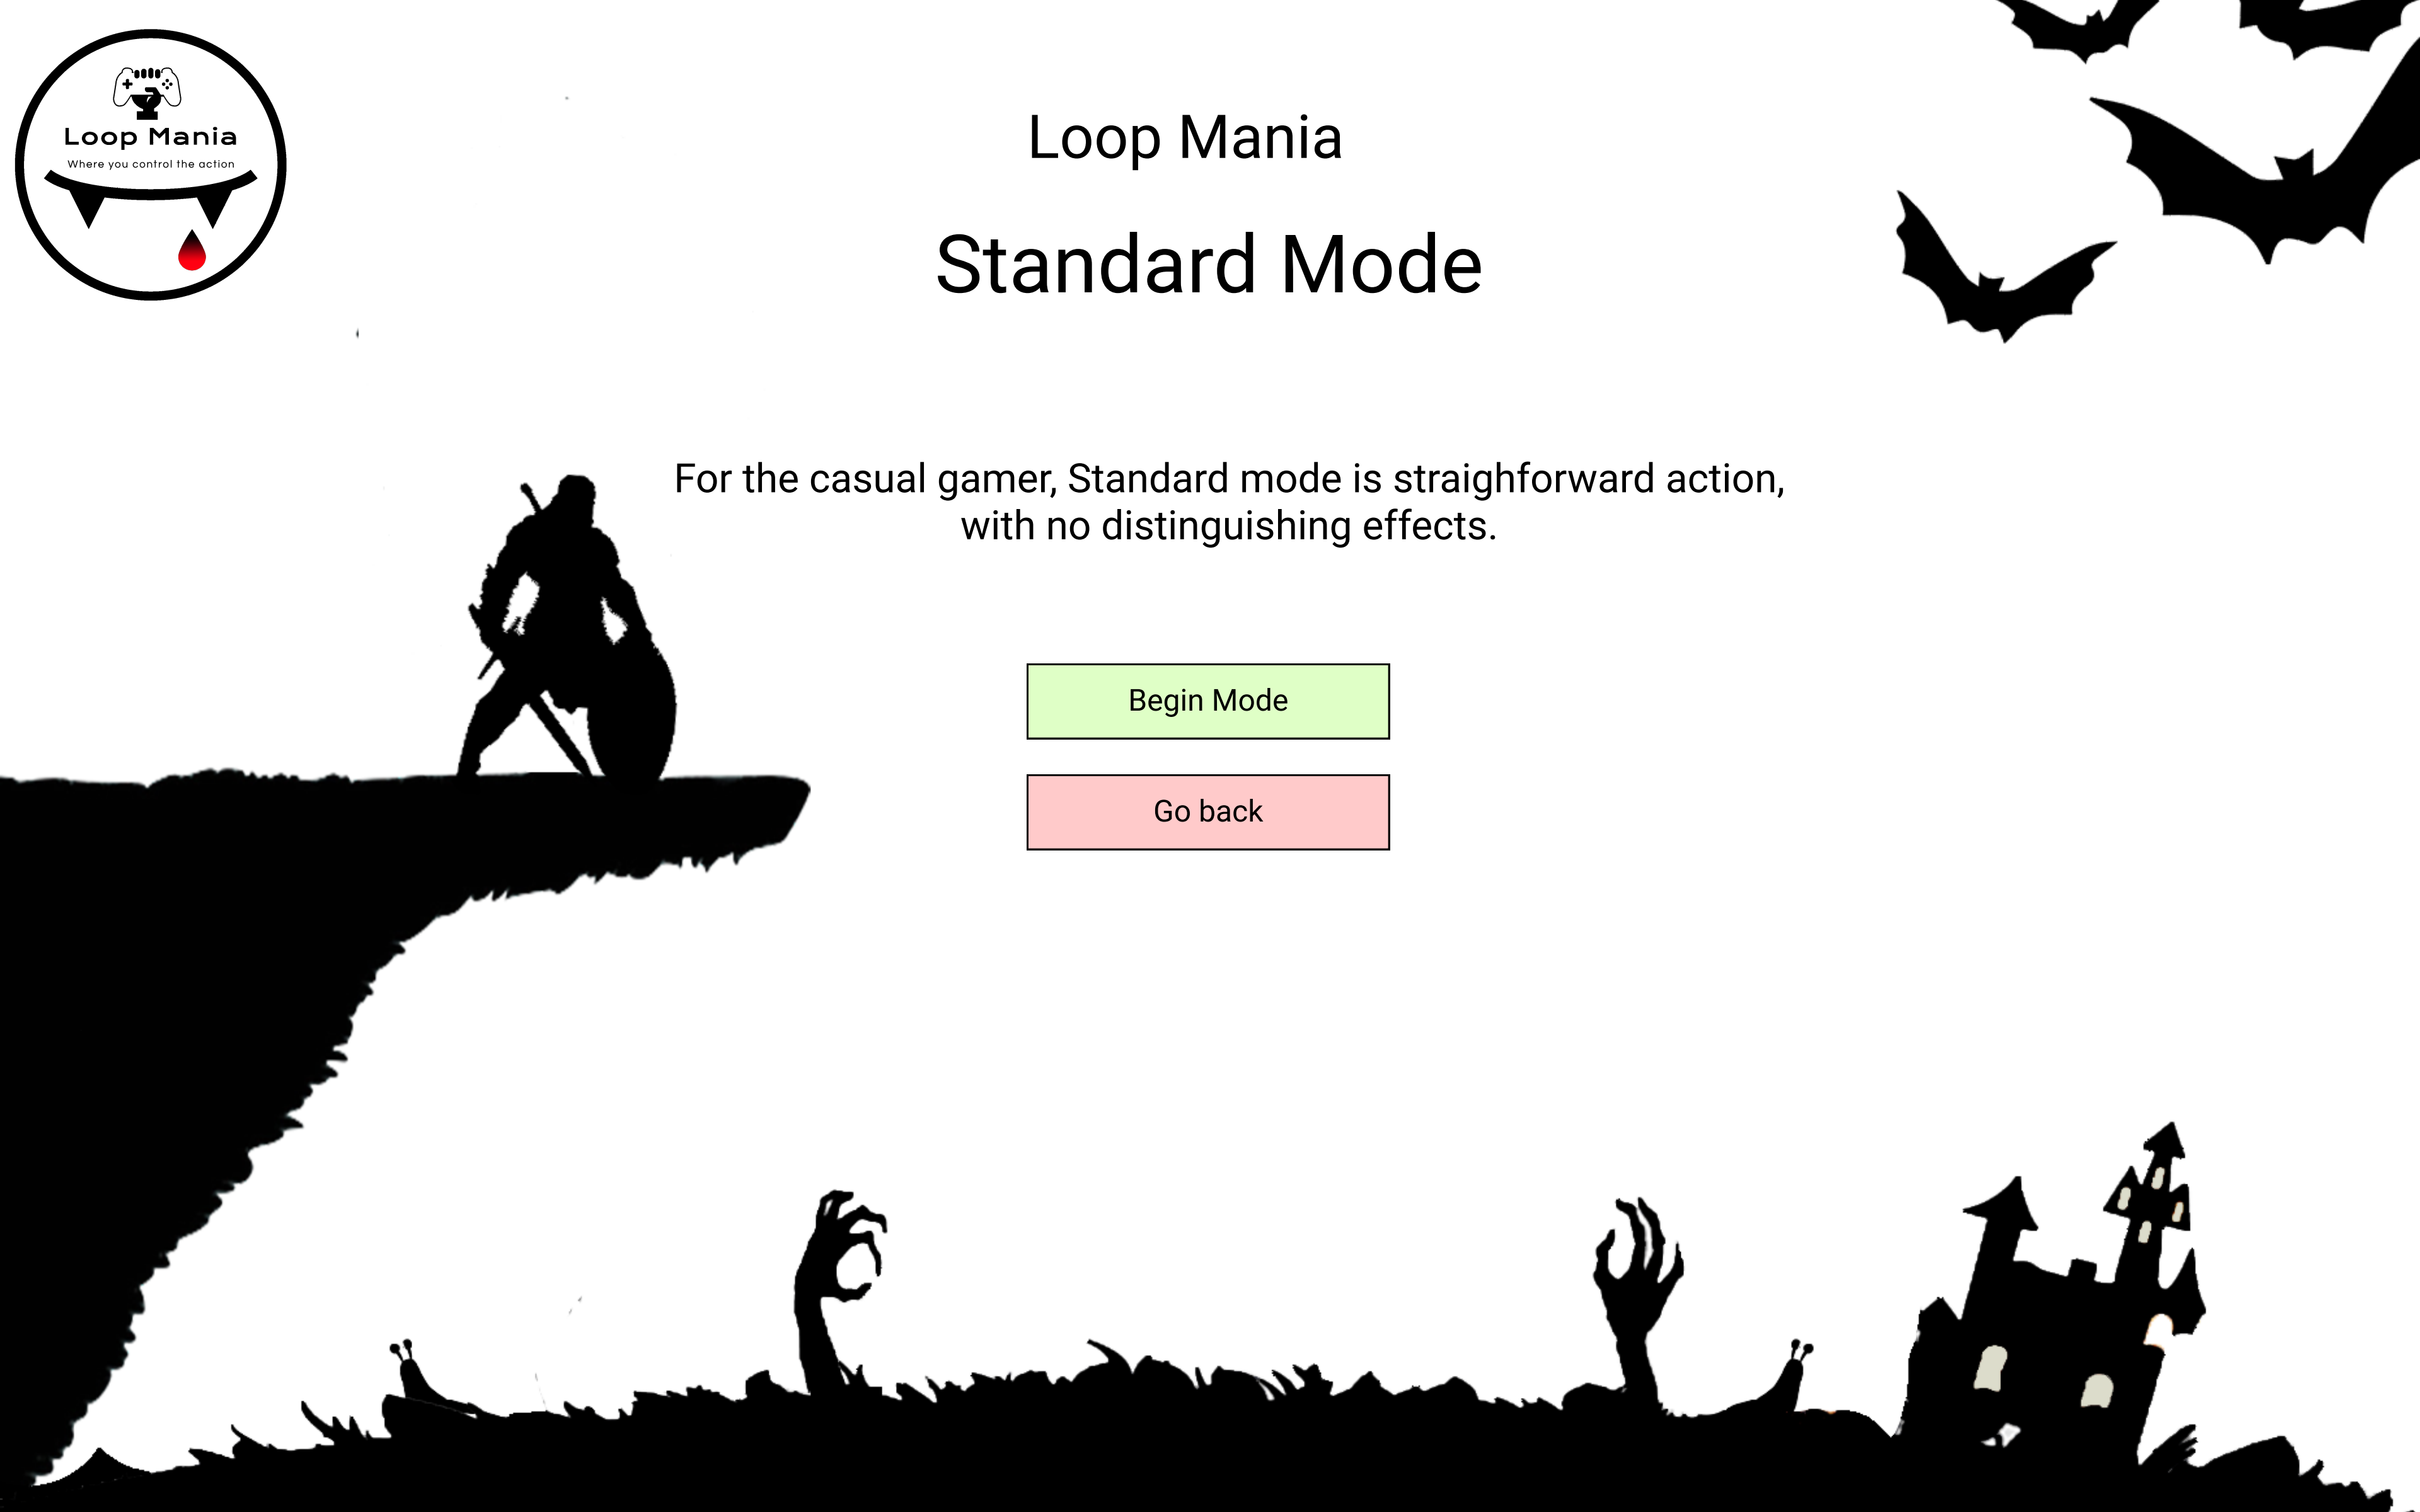 Loop Mania
Where you control the action
Loop Mania
Standard Mode
For the casual gamer, Standard mode is straighforward action,
with no distinguishing effects.
Begin Mode
Go back